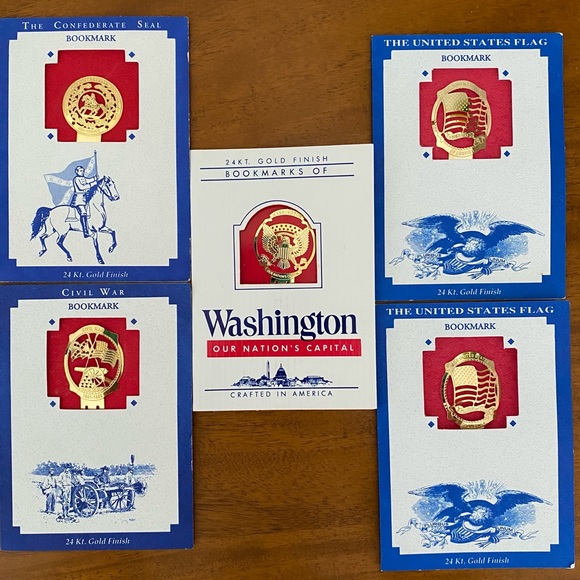 THE CONFEDERATE SEAL
BOOKMARK
24 Kt. Gold Finish
CIVIL WAR
BOOKMARK
24 Kt. Gold Finish
24KT. GOLD FINISH
BOOKMARKS OF
Washington
OUR NATION'S CAPITAL
CRAFTED IN AMERICA
THE UNITED STATES FLAG
BOOKMARK
24 Kt. Gold Finish
THE UNITED STATES FLAG
BOOKMARK
24 Kt. Gold Finish